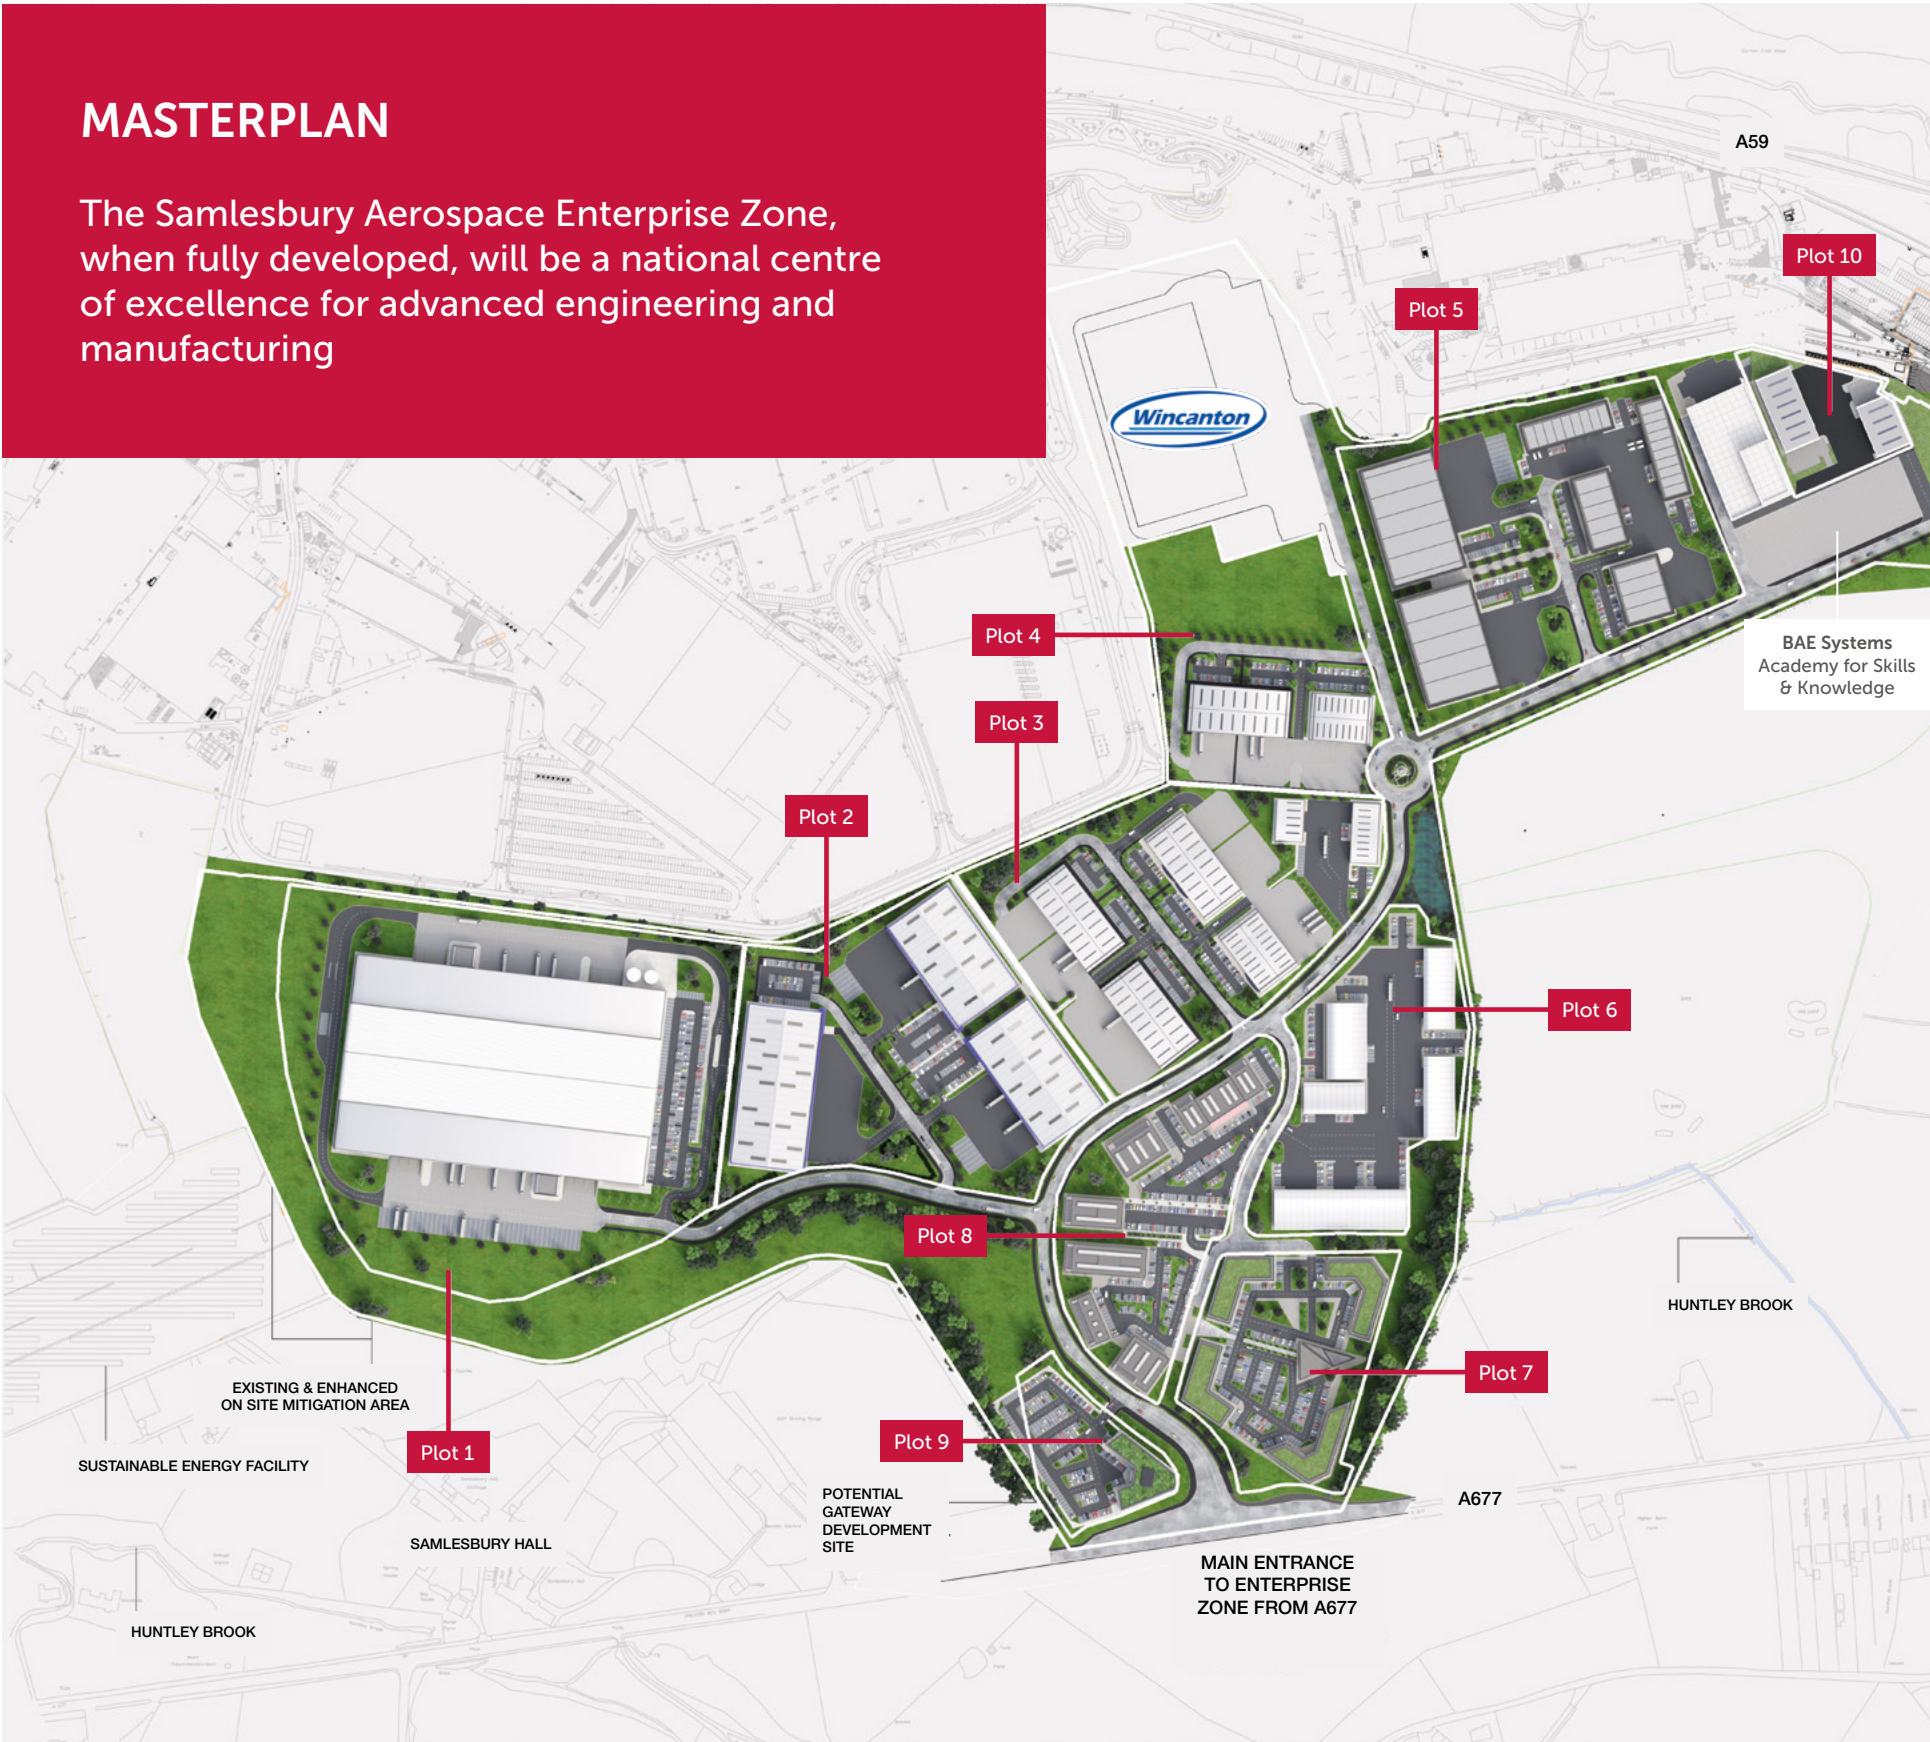 MASTERPLAN
The Samlesbury Aerospace Enterprise Zone,
when fully developed, will be a national centre
of excellence for advanced engineering and
manufacturing
A59
Plot 10
Plot 5
Wincanton
Plot 4
BAE Systems
Academy for Skills
& Knowledge
Plot 3
Plot 2
Plot 6
Plot 8
HUNTLEY BROOK
Plot 7
EXISTING & ENHANCED
ON SITE MITIGATION AREA
Plot 1
Plot 9
SUSTAINABLE ENERGY FACILITY
POTENTIAL
GATEWAY
DEVELOPMENT
SITE
A677
SAMLESBURY HALL
MAIN ENTRANCE
TO ENTERPRISE
ZONE FROM A677
HUNTLEY BROOK